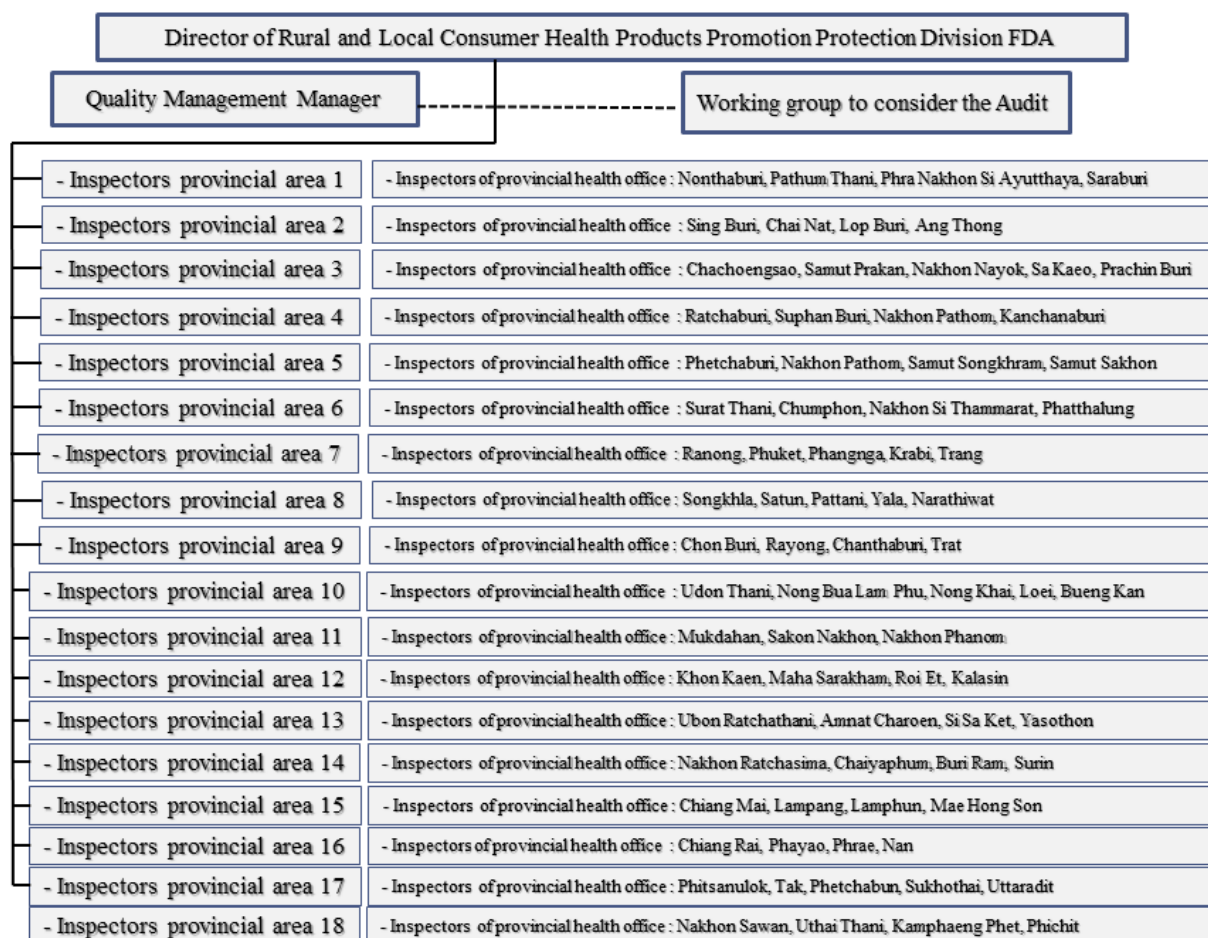 Director of Rural and Local Consumer Health Products Promotion Protection Division FDA
Quality Management Manager
Working group to consider the Audit
- Inspectors provincial area 1
- Inspectors of provincial health office : Nonthaburi, Pathum Thani, Phra Nakhon Si Ayutthaya, Saraburi
- Inspectors provincial area 2
- Inspectors of provincial health office : Sing Buri, Chai Nat, Lop Buri, Ang Thong
- Inspectors provincial area 3
- Inspectors of provincial health office : Chachoengsao, Samut Prakan, Nakhon Nayok, Sa Kaeo, Prachin Buri
- Inspectors provincial area 4
- Inspectors of provincial health office : Ratchaburi, Suphan Buri, Nakhon Pathom, Kanchanaburi
- Inspectors provincial area 5
- Inspectors of provincial health office : Phetchaburi, Nakhon Pathom, Samut Songkhram, Samut Sakhon
- Inspectors provincial area 6
- Inspectors of provincial health office : Surat Thani, Chumphon, Nakhon Si Thammarat, Phatthalung
- Inspectors provincial area 7
- Inspectors of provincial health office : Ranong, Phuket, Phangnga, Krabi, Trang
- Inspectors provincial area 8
- Inspectors of provincial health office : Songkhla, Satun, Pattani, Yala, Narathiwat
- Inspectors provincial area 9
- Inspectors of provincial health office : Chon Buri, Rayong, Chanthaburi, Trat
- Inspectors provincial area 10
- Inspectors of provincial health office : Udon Thani, Nong Bua Lam Phu, Nong Khai, Loei, Bueng Kan
- Inspectors provincial area 11
- Inspectors of provincial health office : Mukdahan, Sakon Nakhon, Nakhon Phanom
- Inspectors provincial area 12
- Inspectors of provincial health office : Khon Kaen, Maha Sarakham, Roi Et, Kalasin
- Inspectors provincial area 13
- Inspectors of provincial health office : Ubon Ratchathani, Amnat Charoen, Si Sa Ket, Yasothon
- Inspectors provincial area 14
- Inspectors of provincial health office : Nakhon Ratchasima, Chaiyaphum, Buri Ram, Surin
- Inspectors provincial area 15
- Inspectors of provincial health office : Chiang Mai, Lampang, Lamphun, Mae Hong Son
- Inspectors provincial area 16
- Inspectors of provincial health office : Chiang Rai, Phayao, Phrae, Nan
- Inspectors provincial area 17
- Inspectors of provincial health office : Phitsanulok, Tak, Phetchabun, Sukhothai, Uttaradit
- Inspectors provincial area 18
- Inspectors of provincial health office : Nakhon Sawan, Uthai Thani, Kamphaeng Phet, Phichit